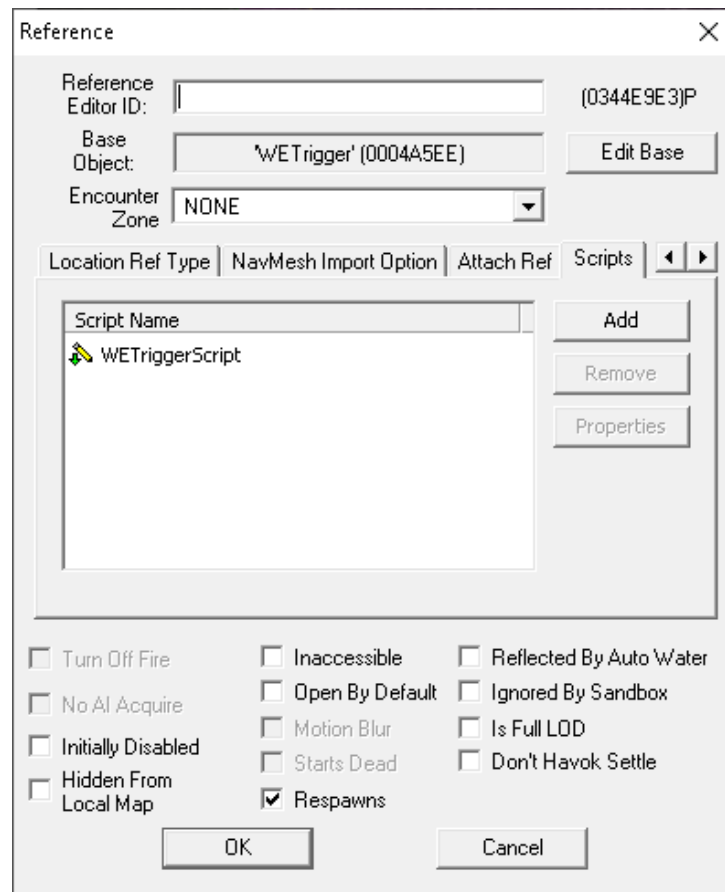 Reference
Reference
Editor ID:
(0344E9E3)P
Base
Object:
'WETrigger' (0004A5EE)
Edit Base
Encounter
Zone
NONE
Location Ref Type
NavMesh Import Option
Attach Ref
Scripts
Script Name
WETriggerScript
Add
Remove
Properties
Turn Off Fire
No AI Acquire
Initially Disabled
Hidden From
Local Map
Inaccessible
Open By Default
Motion Blur
Starts Dead
Respawns
Reflected By Auto Water
Ignored By Sandbox
Is Full LOD
Don't Havok Settle
OK
Cancel